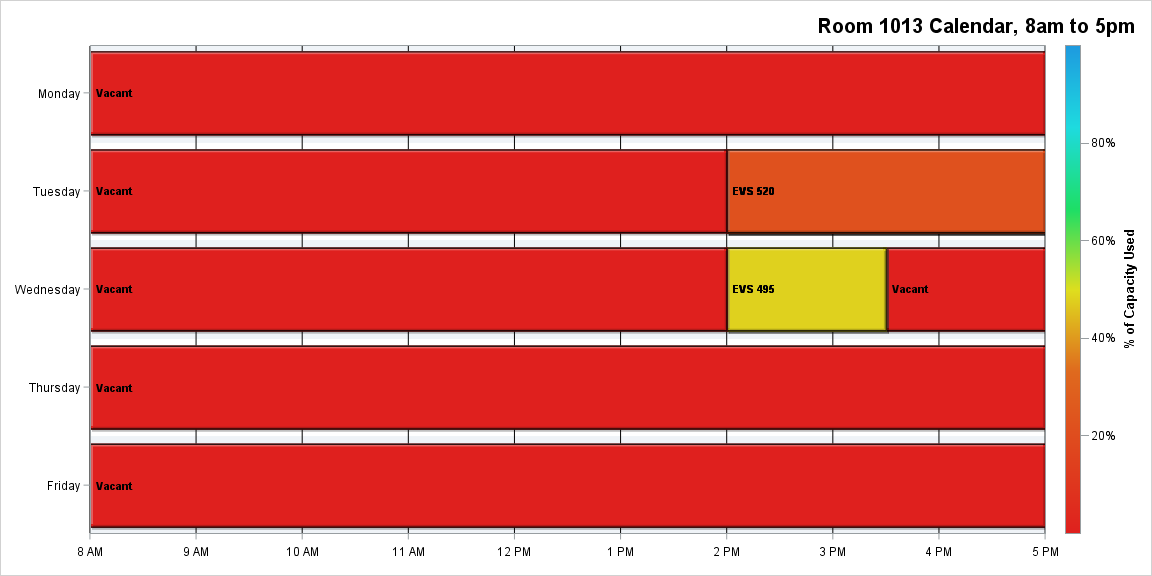 Room 1013 Calendar, 8am to 5pm
Monday
Vacant
Tuesday
Vacant
EVS 520
Wednesday
Vacant
EVS 495
Vacant
Thursday
Vacant
Friday
Vacant
8 AM 9 AM 10 AM 11 AM 12 PM 1 PM 2 PM 3 PM 4 PM 5 PM
80%
60%
40%
20%
% of Capacity Used